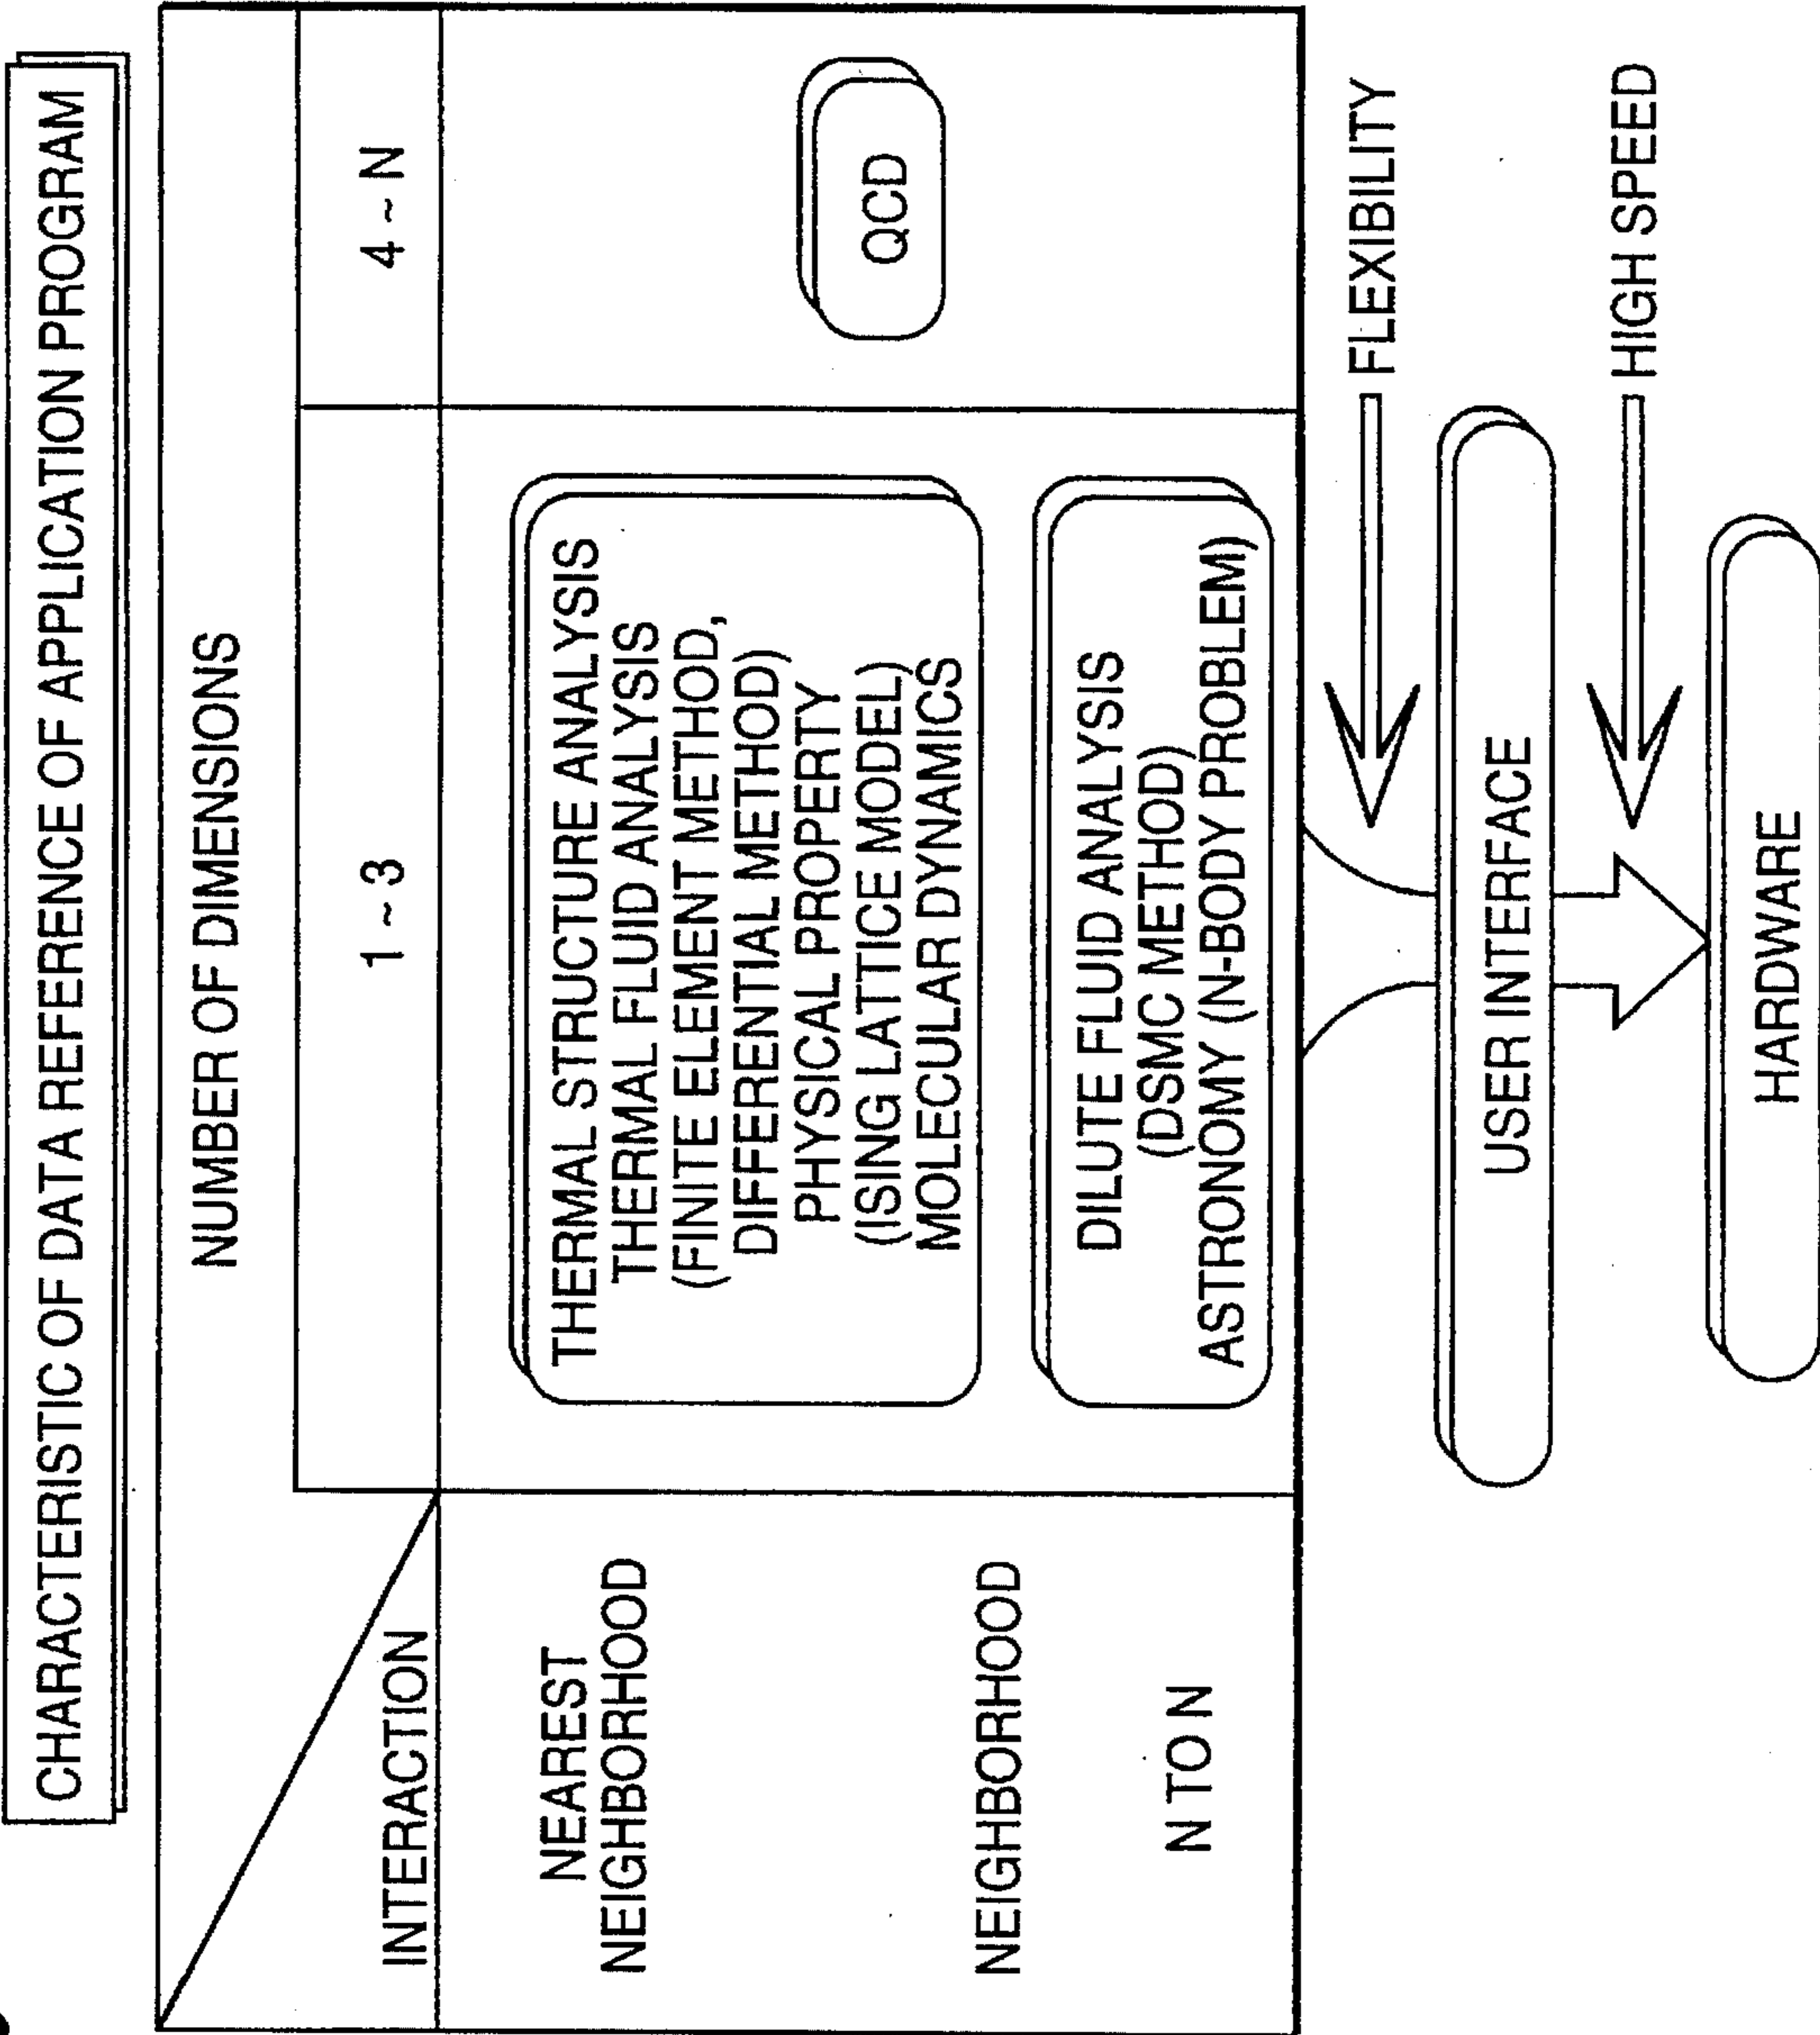 CHARACTERISTIC OF DATA REFERENCE OF APPLICATION PROGRAM
NUMBER OF DIMENSIONS
INTERACTION
1 ~ 3
4 ~ N
NEAREST
NEIGHBORHOOD
THERMAL STRUCTURE ANALYSIS
THERMAL FLUID ANALYSIS
(FINITE ELEMENT METHOD,
DIFFERENTIAL METHOD)
PHYSICAL PROPERTY
(ISING LATTICE MODEL)
MOLECULAR DYNAMICS
QCD
NEIGHBORHOOD
N TO N
DILUTE FLUID ANALYSIS
(DSMC METHOD)
ASTRONOMY (N-BODY PROBLEM)
FLEXIBILITY
USER INTERFACE
HIGH SPEED
HARDWARE